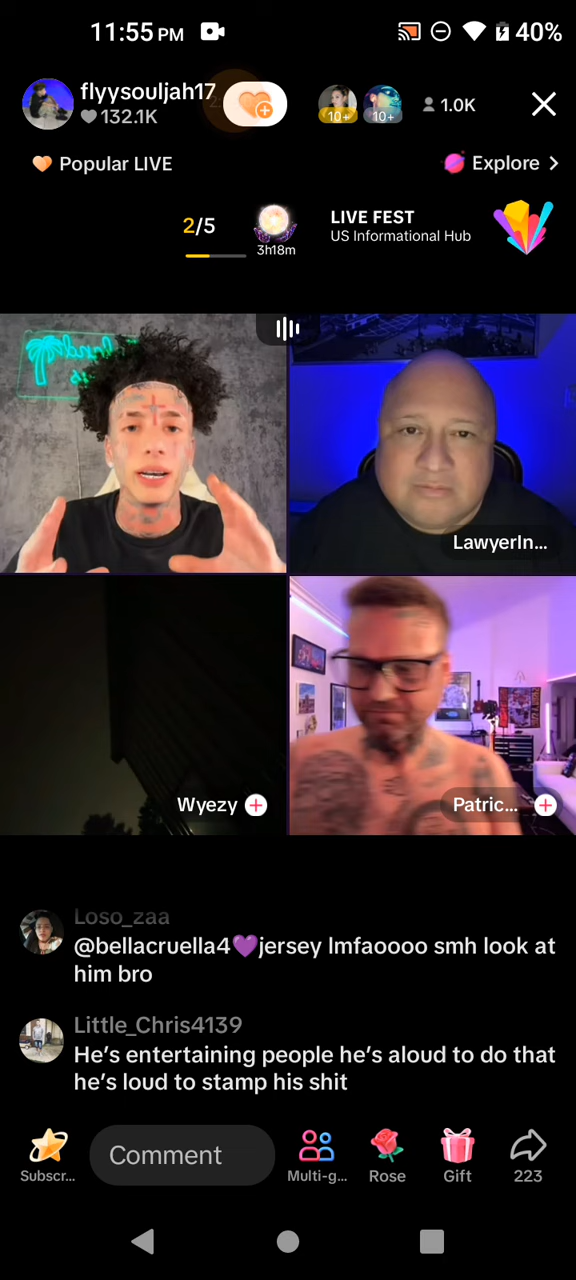 11:55 PM
40%
flyysouljah17
132.1K
10+
10+
1.0K
Popular LIVE
Explore >
2/5
3h18m
LIVE FEST
US Informational Hub
LawyerIn...
Wyezy
Patric...
Loso_zaa
@bellacruella4💜jersey lmfaoooo smh look at
him bro
Little_Chris4139
He's entertaining people he's aloud to do that
he's loud to stamp his shit
Subscr...
Comment
Multi-g...
Rose
Gift
223